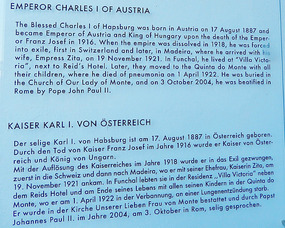 EMPEROR CHARLES I OF AUSTRIA
The Blessed Charles I of Hapsburg was born in Austria on 17 August 1887 and
became Emperor of Austria and King of Hungary upon the death of the Emper-
or Franz Josef in 1916. When the empire was dissolved in 1918, he was forced
into exile, first in Switzerland and later, in Madeira, where he arrived with his
wife, Empress Zita, on 19 November 1921. In Funchal, he lived of "Villa Victo-
ria", next to Reid's Hotel. Later, they moved to the Quinta do Monte with all
their children, where he died of pneumonia on 1 April 1922. He was buried in
the Church of Our Lady of Monte, and on 3 October 2004, he was beatified in
Rome by Pope John Paul II.
KAISER KARL I. VON ÖSTERREICH
Der selige Karl I. von Habsburg ist am 17. August 1887 in Österreich geboren.
Durch den Tod von Kaiser Franz Josef im Jahre 1916 wurde er Kaiser von Öster-
reich und König von Ungarn.
Mit der Auflösung des Kaiserreiches im Jahre 1918 wurde er in das Exil gezwungen,
zuerst in die Schweiz und dann nach Madeira, wo er mit seiner Ehefrau, Kaiserin Zita, am
19. November 1921 ankam. In Funchal lebten sie in der Residenz „Villa Victoria" neben
dem Reids Hotel und am Ende seines Lebens mit allen seinen Kindern in der Quinta do
Monte, wo er am 1. April 1922 in der Verbannung, an einer Lungenentzündung starb.
Er wurde in der Kirche Unserer Lieben Frau von Monte bestattet und durch Papst
Johannes Paul II. im Jahre 2004, am 3. Oktober in Rom, selig gesprochen.